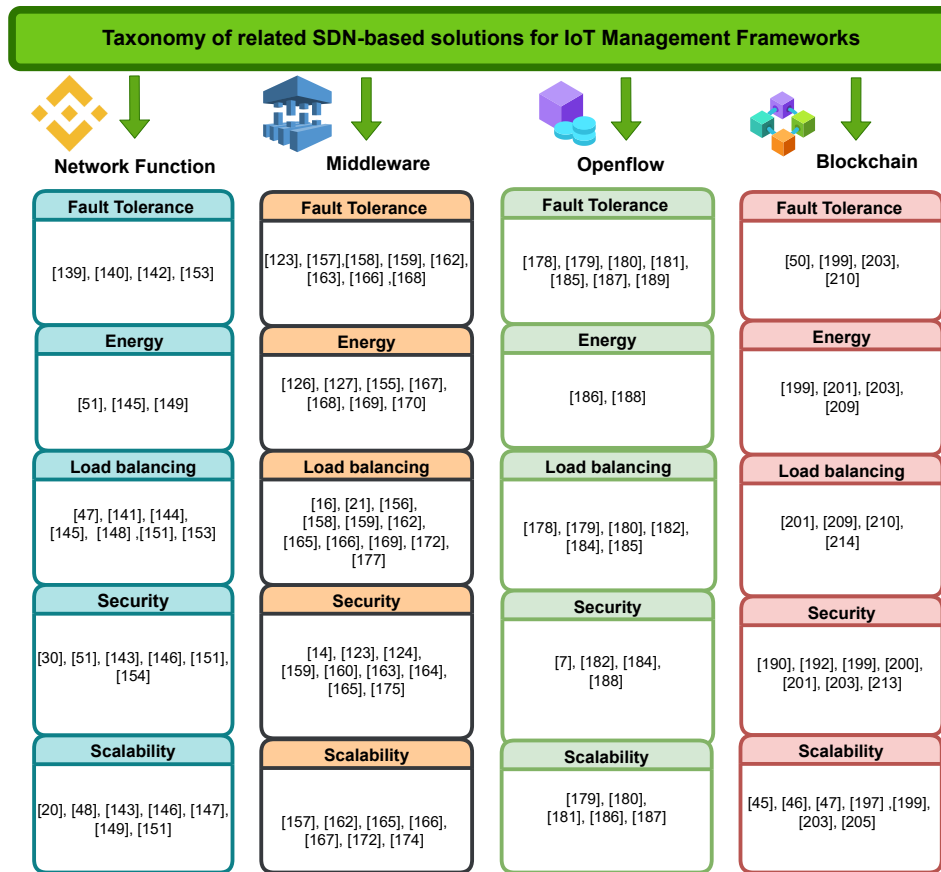 Taxonomy of related SDN-based solutions for IoT Management Frameworks
Network Function
Fault Tolerance
[139], [140], [142], [153]
Energy
[51], [145], [149]
Load balancing
[47], [141], [144],
[145],  [148] ,[151], [153]
Security
[30], [51], [143], [146], [151],
[154]
Scalability
[20], [48], [143], [146], [147],
[149], [151]
Middleware
Fault Tolerance
[123], [157],[158], [159], [162],
[163], [166] ,[168]
Energy
[126], [127], [155], [167],
[168], [169], [170]
Load balancing
[16], [21], [156],
[158], [159], [162],
[165], [166], [169], [172],
[177]
Security
[14], [123], [124],
[159], [160], [163], [164],
[165], [175]
Scalability
[157], [162], [165], [166],
[167], [172], [174]
Openflow
Fault Tolerance
[178], [179], [180], [181],
[185], [187], [189]
Energy
[186], [188]
Load balancing
[178], [179], [180], [182],
[184], [185]
Security
[7], [182], [184],
[188]
Scalability
[179], [180],
[181], [186], [187]
Blockchain
Fault Tolerance
[50], [199], [203],
[210]
Energy
[199], [201], [203],
[209]
Load balancing
[201], [209], [210],
[214]
Security
[190], [192], [199], [200],
[201], [203], [213]
Scalability
[45], [46], [47], [197] ,[199],
[203], [205]